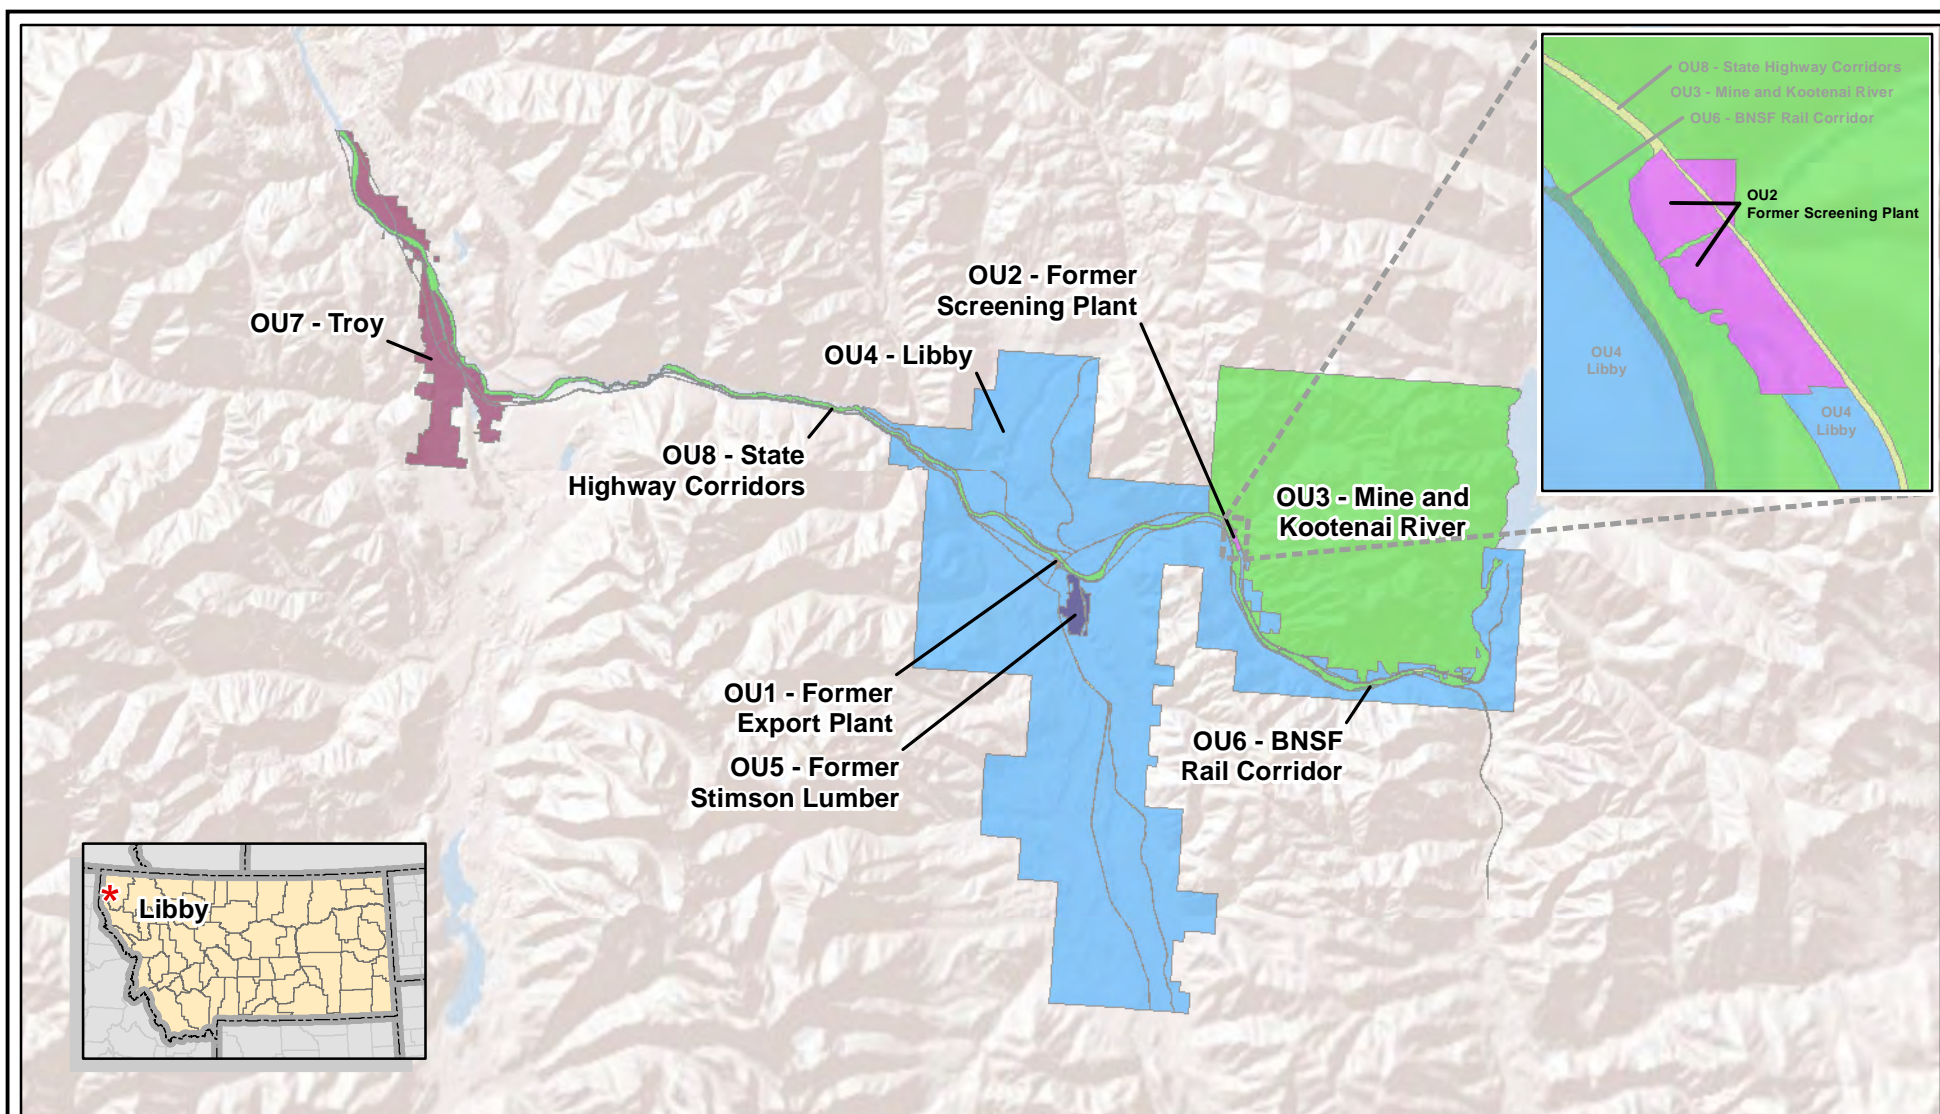 OU8 - State Highway Corridors
OU3 - Mine and Kootenai River
OU6 - BNSF Rail Corridor
OU2
Former Screening Plant
OU4
Libby
OU4
Libby
OU2 - Former
Screening Plant
OU7 - Troy
OU4 - Libby
OU8 - State
Highway Corridors
OU3 - Mine and
Kootenai River
OU1 - Former
Export Plant
OU5 - Former
Stimson Lumber
OU6 - BNSF
Rail Corridor
* Libby